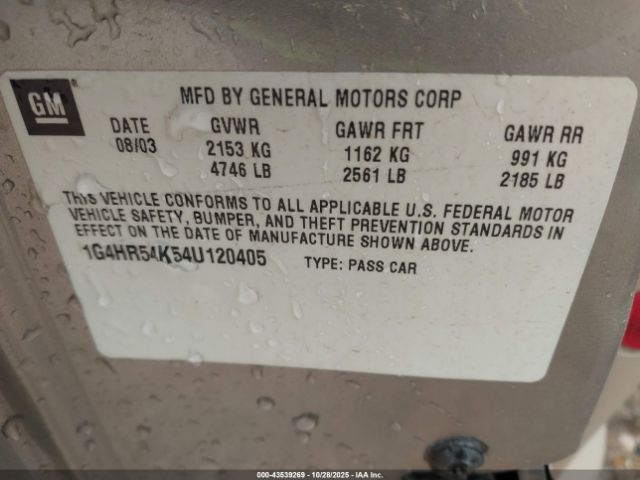 GM ®
MFD BY GENERAL MOTORS CORP
DATE GVWR GAWR FRT GAWR RR
08/03 2153 KG 1162 KG 991 KG
4746 LB 2561 LB 2185 LB
THIS VEHICLE CONFORMS TO ALL APPLICABLE U.S. FEDERAL MOTOR
VEHICLE SAFETY, BUMPER, AND THEFT PREVENTION STANDARDS IN
EFFECT ON THE DATE OF MANUFACTURE SHOWN ABOVE.
1G4HR54K54U120405 TYPE: PASS CAR
000-43539269 - 10/28/2025 - IAA Inc.